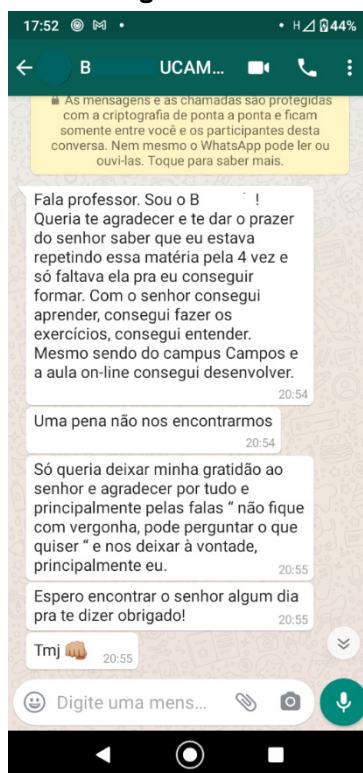 17:52
44%
B UCAM...
As mensagens e as chamadas são protegidas
com a criptografia de ponta a ponta e ficam
somente entre você e os participantes desta
conversa. Nem mesmo o WhatsApp pode ler ou
ouvi-las. Toque para saber mais.
Fala professor. Sou o B !
Queria te agradecer e te dar o prazer
do senhor saber que eu estava
repetindo essa matéria pela 4 vez e
só faltava ela pra eu conseguir
formar. Com o senhor consegui
aprender, consegui fazer os
exercícios, consegui entender.
Mesmo sendo do campus Campos e
a aula on-line consegui desenvolver.
20:54
Uma pena não nos encontrarmos
20:54
Só queria deixar minha gratidão ao
senhor e agradecer por tudo e
principalmente pelas falas “ não fique
com vergonha, pode perguntar o que
quiser “ e nos deixar à vontade,
principalmente eu.
20:55
Espero encontrar o senhor algum dia
pra te dizer obrigado!
20:55
Tmj 👊🏼
20:55
Digite uma mens...